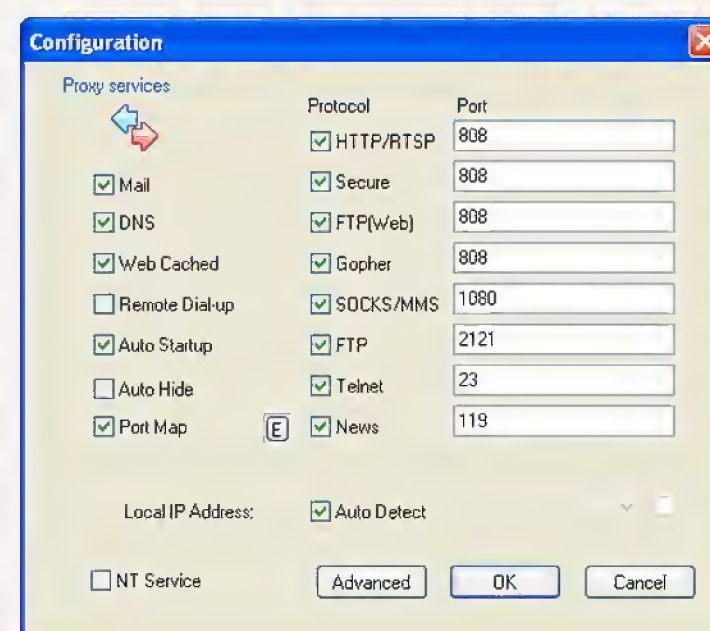 Configuration
Proxy services
Protocol Port
HTTP/RTSP 808
Mail Secure 808
DNS FTP(Web) 808
Web Cached Gopher 808
Remote Dial-up SOCKS/MMS 1080
Auto Startup FTP 2121
Auto Hide Telnet 23
Port Map E News 119
Local IP Address: Auto Detect
NT Service Advanced OK Cancel